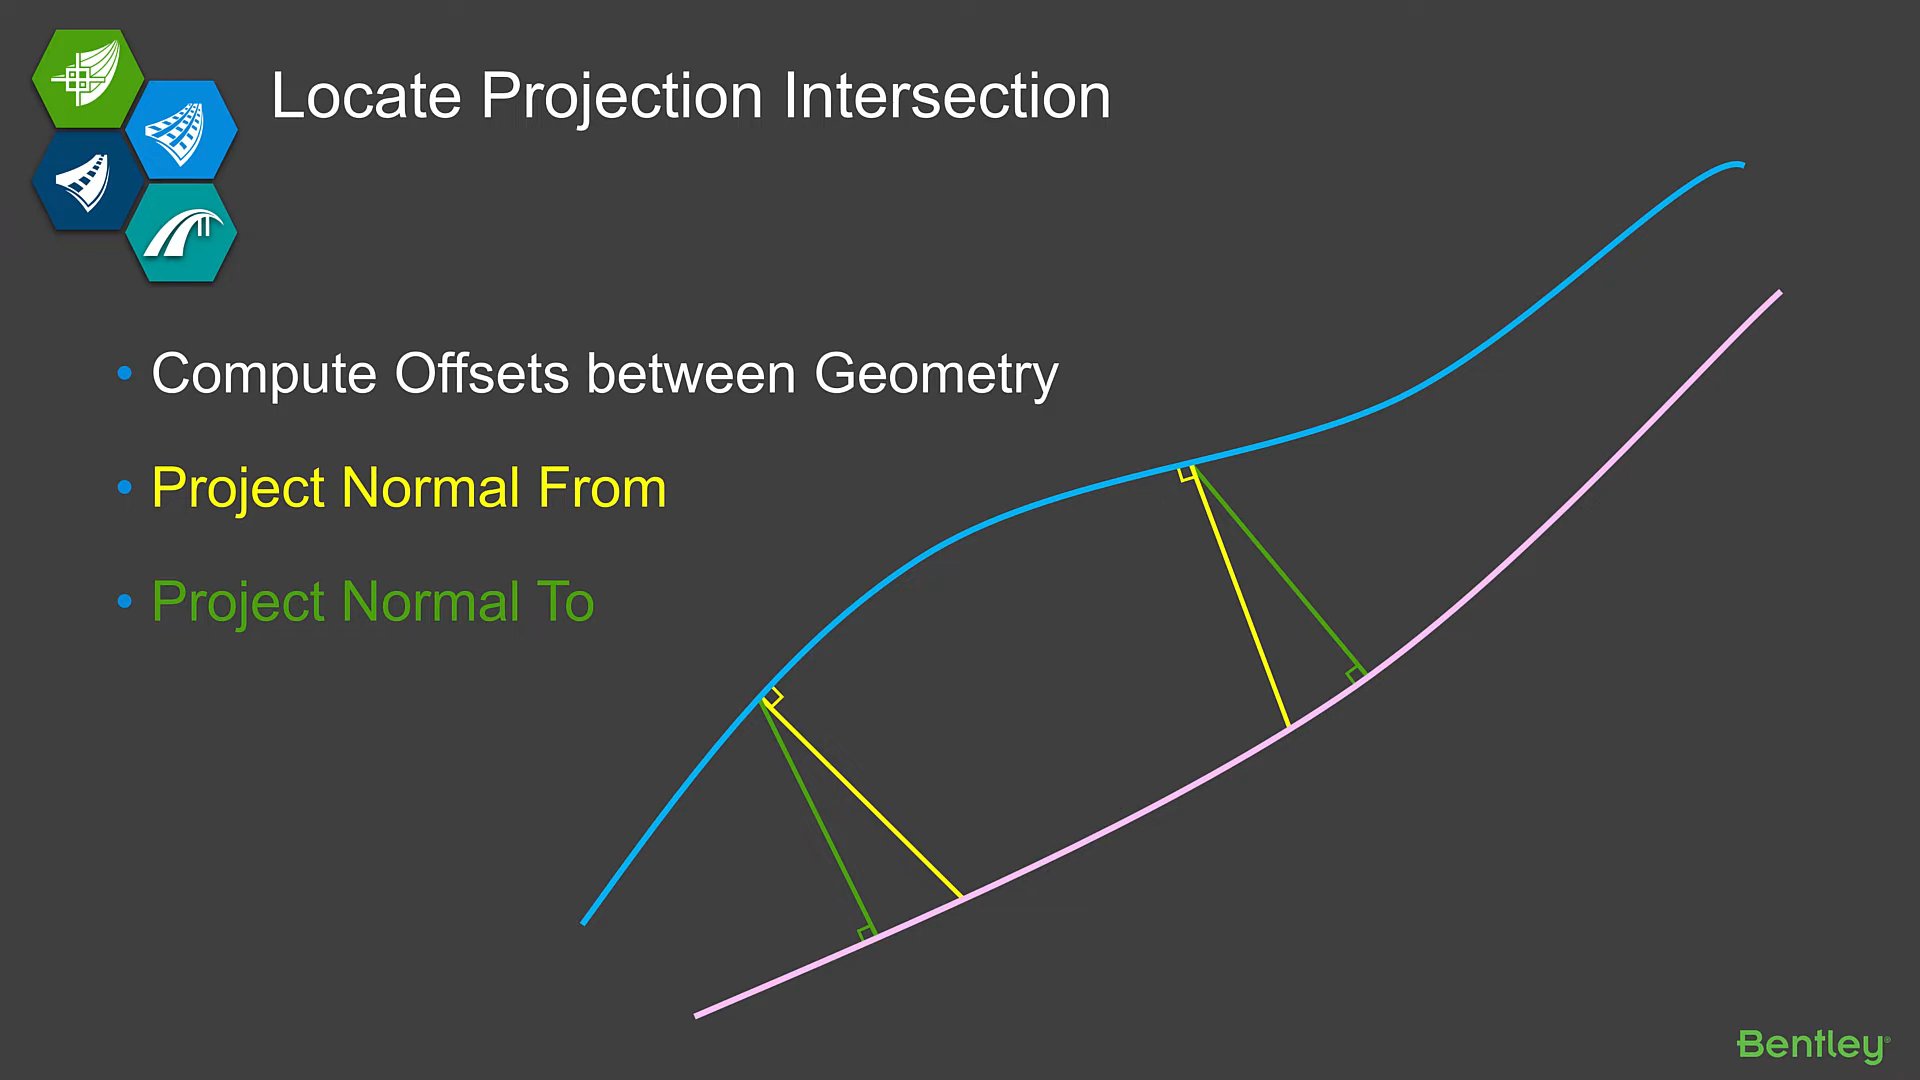 Locate Projection Intersection
• Compute Offsets between Geometry
• Project Normal From
• Project Normal To
Bentley®